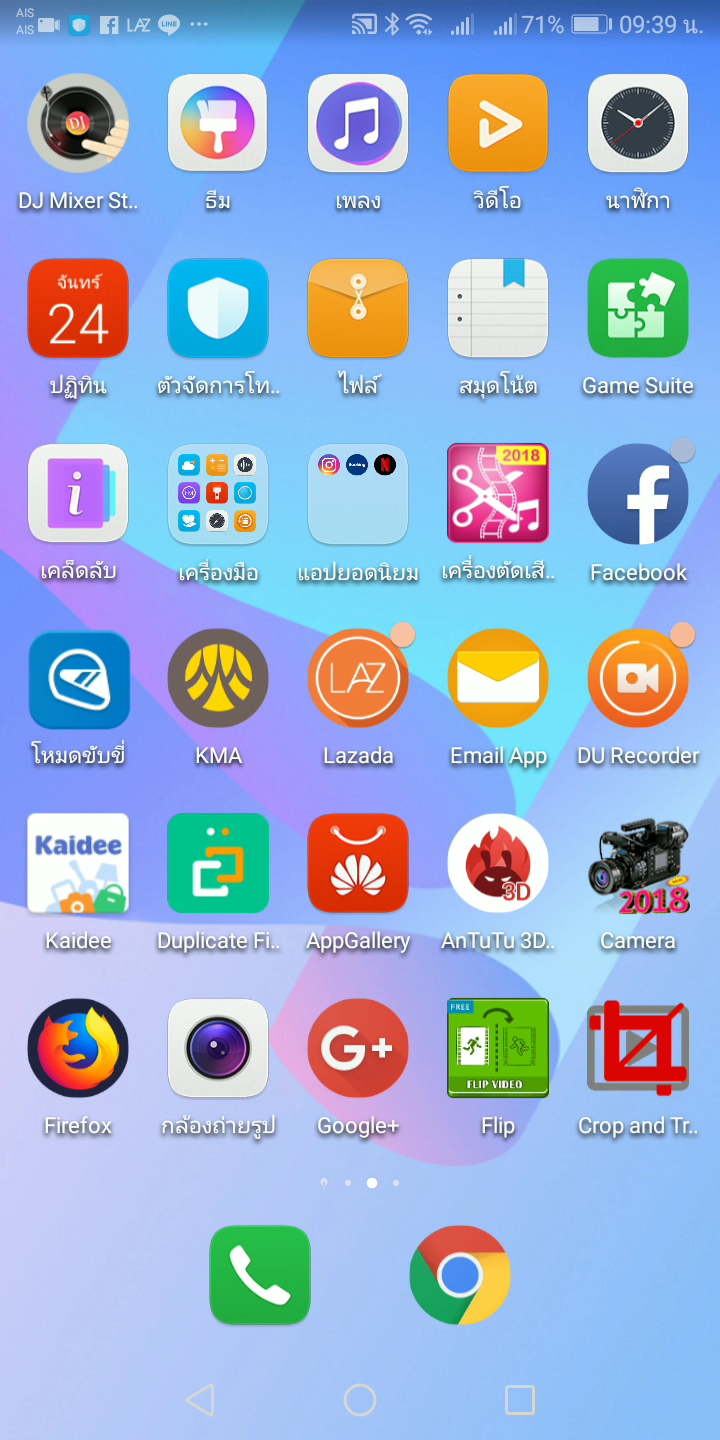 AIS
AIS
LAZ
LINE
71%
09:39 น.
DJ
DJ Mixer St..
ธีม
เพลง
วิดีโอ
นาฬิกา
จันทร์
24
ปฏิทิน
ตัวจัดการโท..
ไฟล์
สมุดโน้ต
Game Suite
i
2018
Booking
N
f
เคล็ดลับ
เครื่องมือ
แอปยอดนิยม
เครื่องตัดเสี..
Facebook
LAZ
โหมดขับขี่
KMA
Lazada
Email App
DU Recorder
Kaidee
3D
2018
Kaidee
Duplicate Fi..
AppGallery
AnTuTu 3D..
Camera
G+
FREE
FLIP VIDEO
Firefox
กล้องถ่ายรูป
Google+
Flip
Crop and Tr..